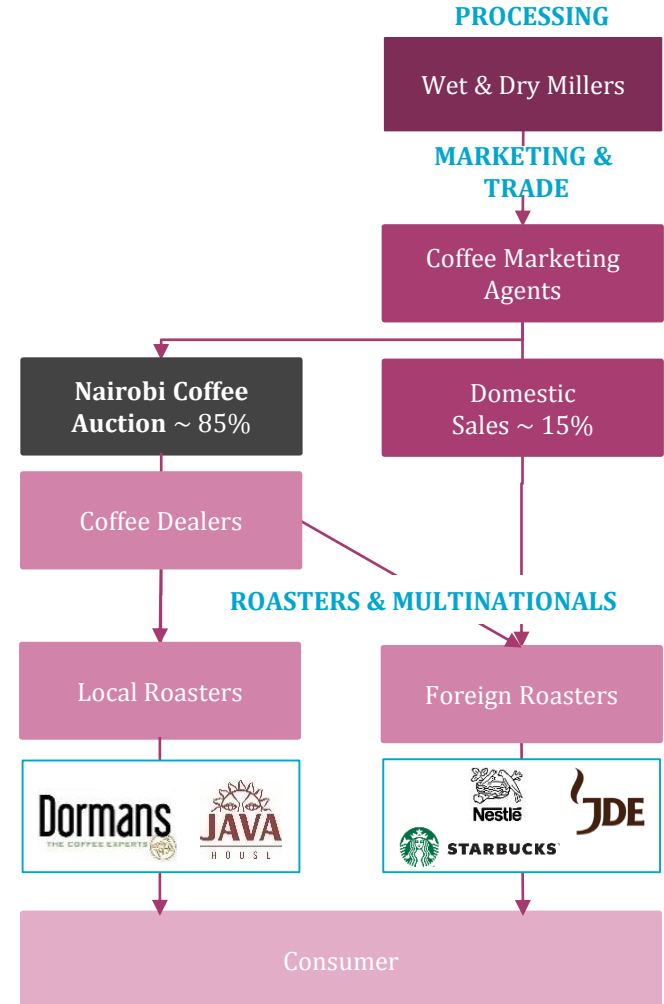 PROCESSING
Wet & Dry Millers
MARKETING &
TRADE
Coffee Marketing
Agents
Nairobi Coffee
Auction ~ 85%
Domestic
Sales ~ 15%
Coffee Dealers
ROASTERS & MULTINATIONALS
Local Roasters
Foreign Roasters
Dormans
THE COFFEE EXPERTS
JAVA
HOUSE
Nestlé
JDE
STARBUCKS
Consumer